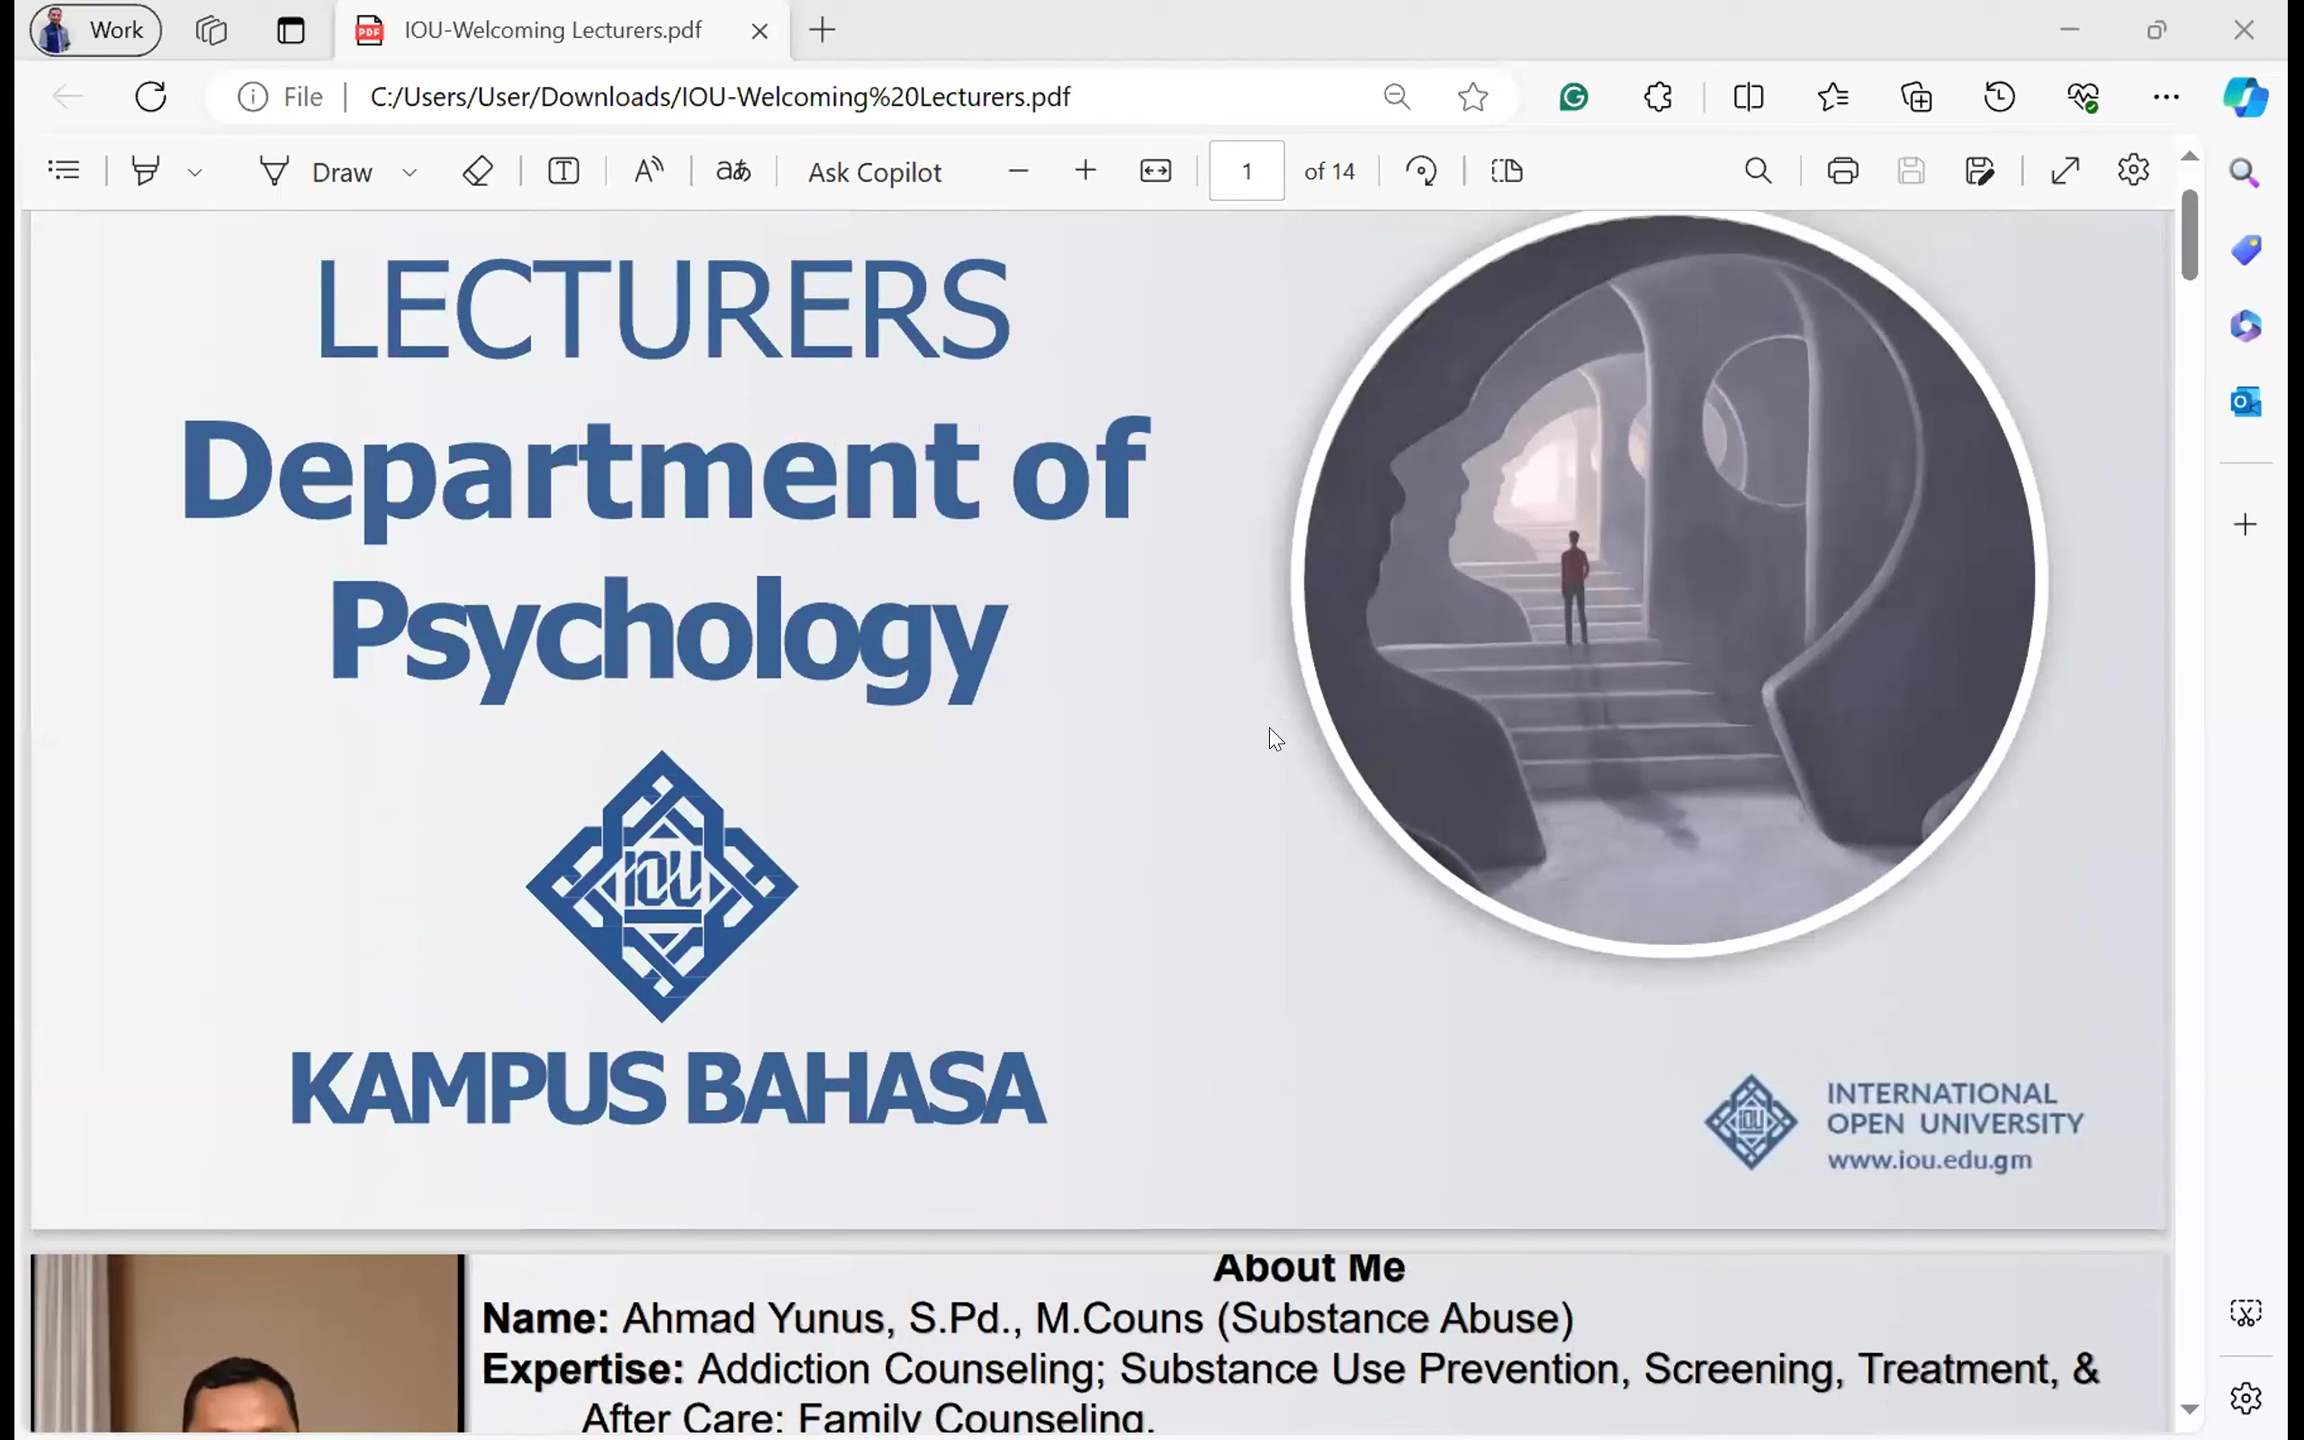 Work
IOU-Welcoming Lecturers.pdf
File
C:/Users/User/Downloads/IOU-Welcoming%20Lecturers.pdf
Draw
Ask Copilot
1 of 14
LECTURERS
Department of
Psychology
IOU
KAMPUS BAHASA
INTERNATIONAL
OPEN UNIVERSITY
www.iou.edu.gm
About Me
Name: Ahmad Yunus, S.Pd., M.Couns (Substance Abuse)
Expertise: Addiction Counseling; Substance Use Prevention, Screening, Treatment, &
After Care; Family Counseling.